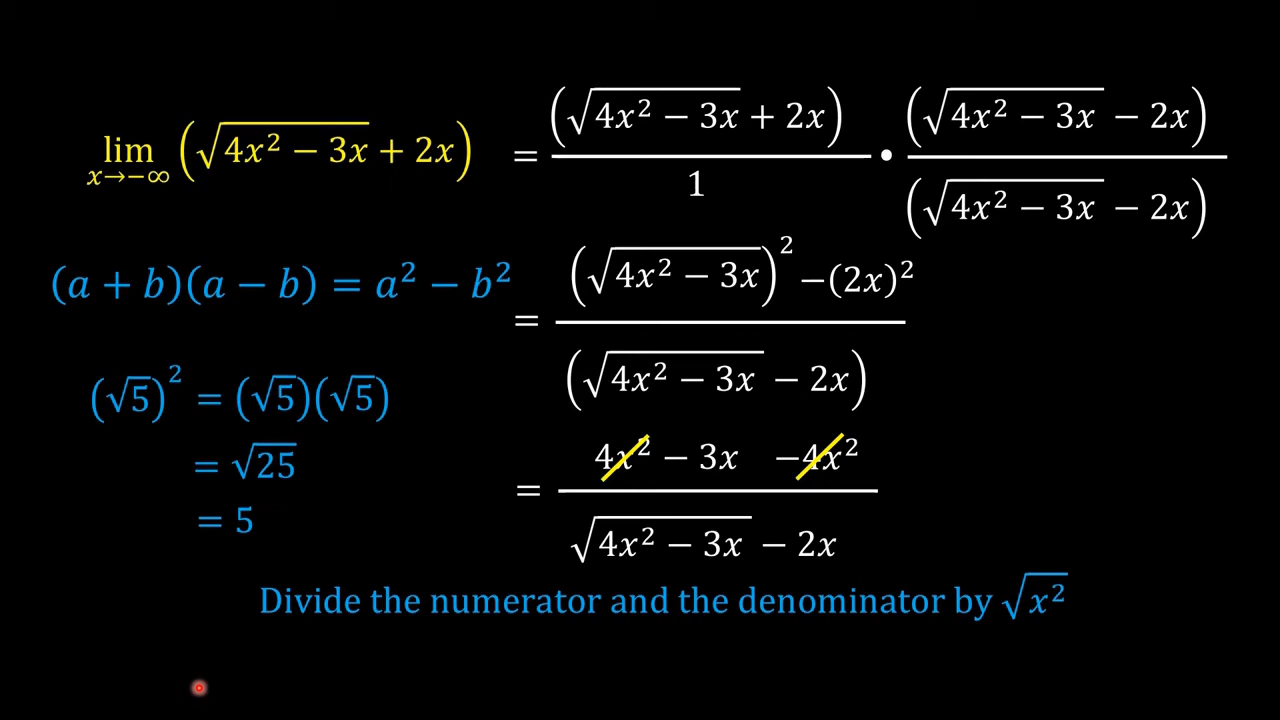 lim x→−∞ (√(4x² − 3x) + 2x) = (√(4x² − 3x) + 2x) / 1 • (√(4x² − 3x) − 2x) / (√(4x² − 3x) − 2x)
(a + b)(a − b) = a² − b²
= ((√(4x² − 3x))² −(2x)²) / (√(4x² − 3x) − 2x)
(√5)² = (√5)(√5)
= √25
= 5
= (4x² − 3x −4x²) / (√(4x² − 3x) − 2x)
Divide the numerator and the denominator by √x²